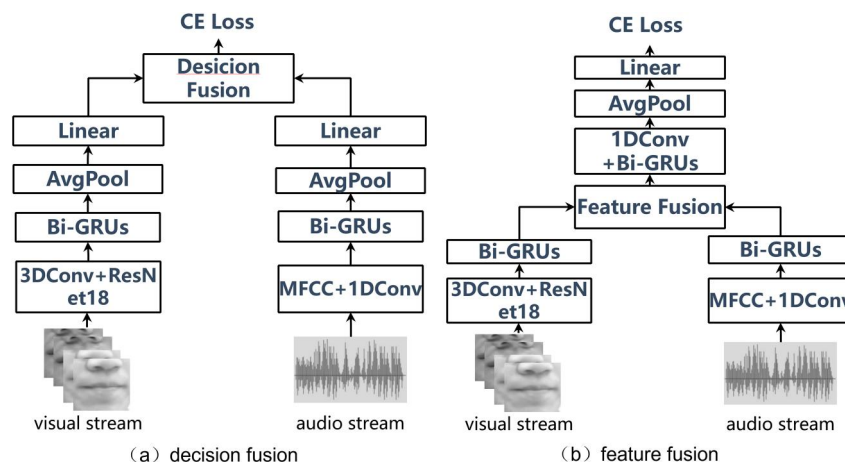 CE Loss
Desicion
Fusion
Linear
AvgPool
Bi-GRUs
3DConv+ResN
et18
visual stream
Linear
AvgPool
Bi-GRUs
MFCC+1DConv
audio stream
（a）decision fusion
CE Loss
Linear
AvgPool
1DConv
+Bi-GRUs
Feature Fusion
Bi-GRUs
3DConv+ResN
et18
visual stream
Bi-GRUs
MFCC+1DConv
audio stream
（b）feature fusion